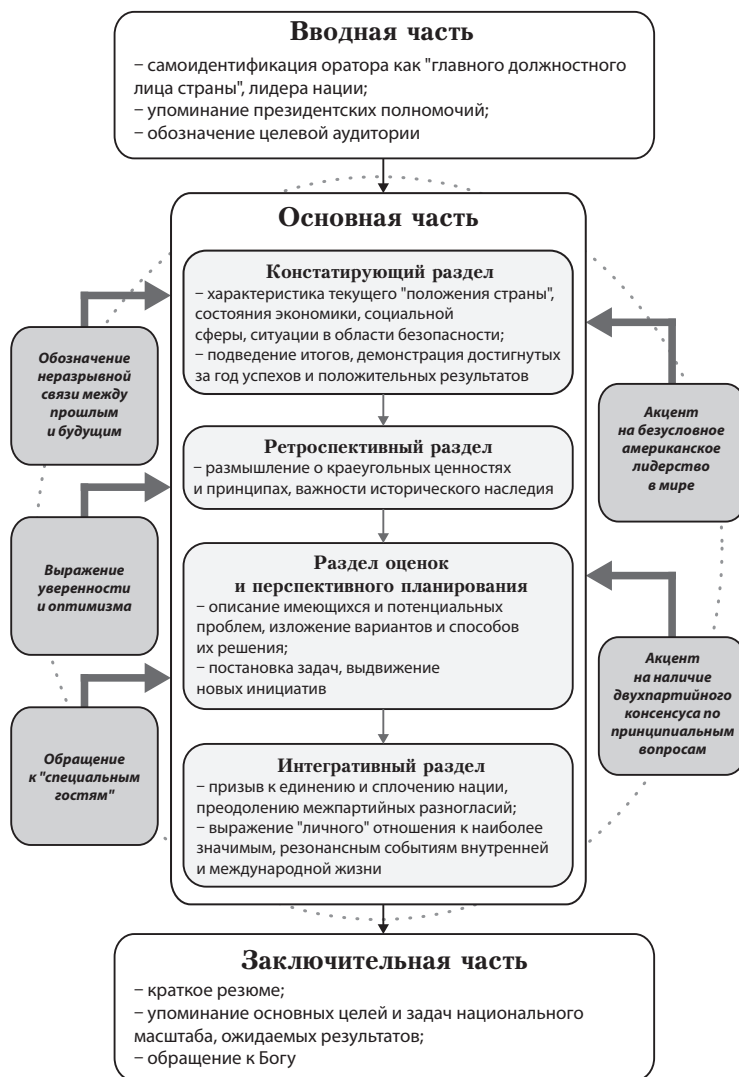 Вводная часть
– самоидентификация оратора как "главного должностного
лица страны", лидера нации;
– упоминание президентских полномочий;
– обозначение целевой аудитории
Основная часть
Констатирующий раздел
– характеристика текущего "положения страны",
состояния экономики, социальной
сферы, ситуации в области безопасности;
– подведение итогов, демонстрация достигнутых
за год успехов и положительных результатов
Обозначение
неразрывной
связи между
прошлым
и будущим
Акцент
на безусловное
американское
лидерство
в мире
Ретроспективный раздел
– размышление о краеугольных ценностях
и принципах, важности исторического наследия
Выражение
уверенности
и оптимизма
Раздел оценок
и перспективного планирования
– описание имеющихся и потенциальных
проблем, изложение вариантов и способов
их решения;
– постановка задач, выдвижение
новых инициатив
Акцент
на наличие
двухпартийного
консенсуса по
принципиальным
вопросам
Обращение
к "специальным
гостям"
Интегративный раздел
– призыв к единению и сплочению нации,
преодолению межпартийных разногласий;
– выражение "личного" отношения к наиболее
значимым, резонансным событиям внутренней
и международной жизни
Заключительная часть
– краткое резюме;
– упоминание основных целей и задач национального
масштаба, ожидаемых результатов;
– обращение к Богу